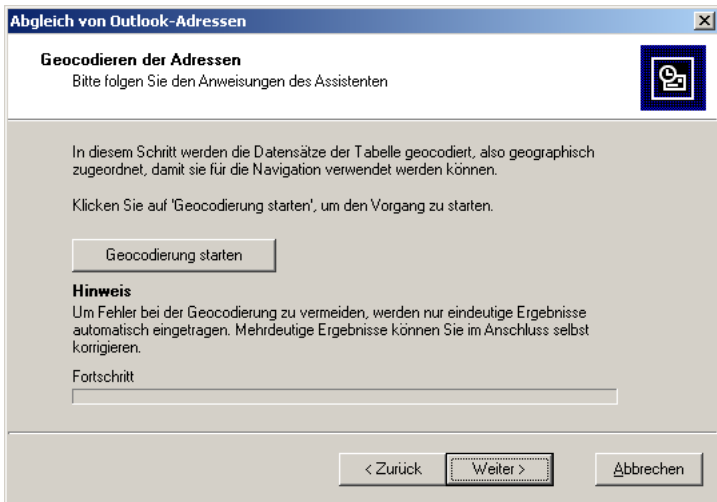 Abgleich von Outlook-Adressen
Geocodieren der Adressen
Bitte folgen Sie den Anweisungen des Assistenten
In diesem Schritt werden die Datensätze der Tabelle geocodiert, also geographisch
zugeordnet, damit sie für die Navigation verwendet werden können.
Klicken Sie auf 'Geocodierung starten', um den Vorgang zu starten.
Geocodierung starten
Hinweis
Um Fehler bei der Geocodierung zu vermeiden, werden nur eindeutige Ergebnisse
automatisch eingetragen. Mehrdeutige Ergebnisse können Sie im Anschluss selbst
korrigieren.
Fortschritt
< Zurück Weiter > Abbrechen